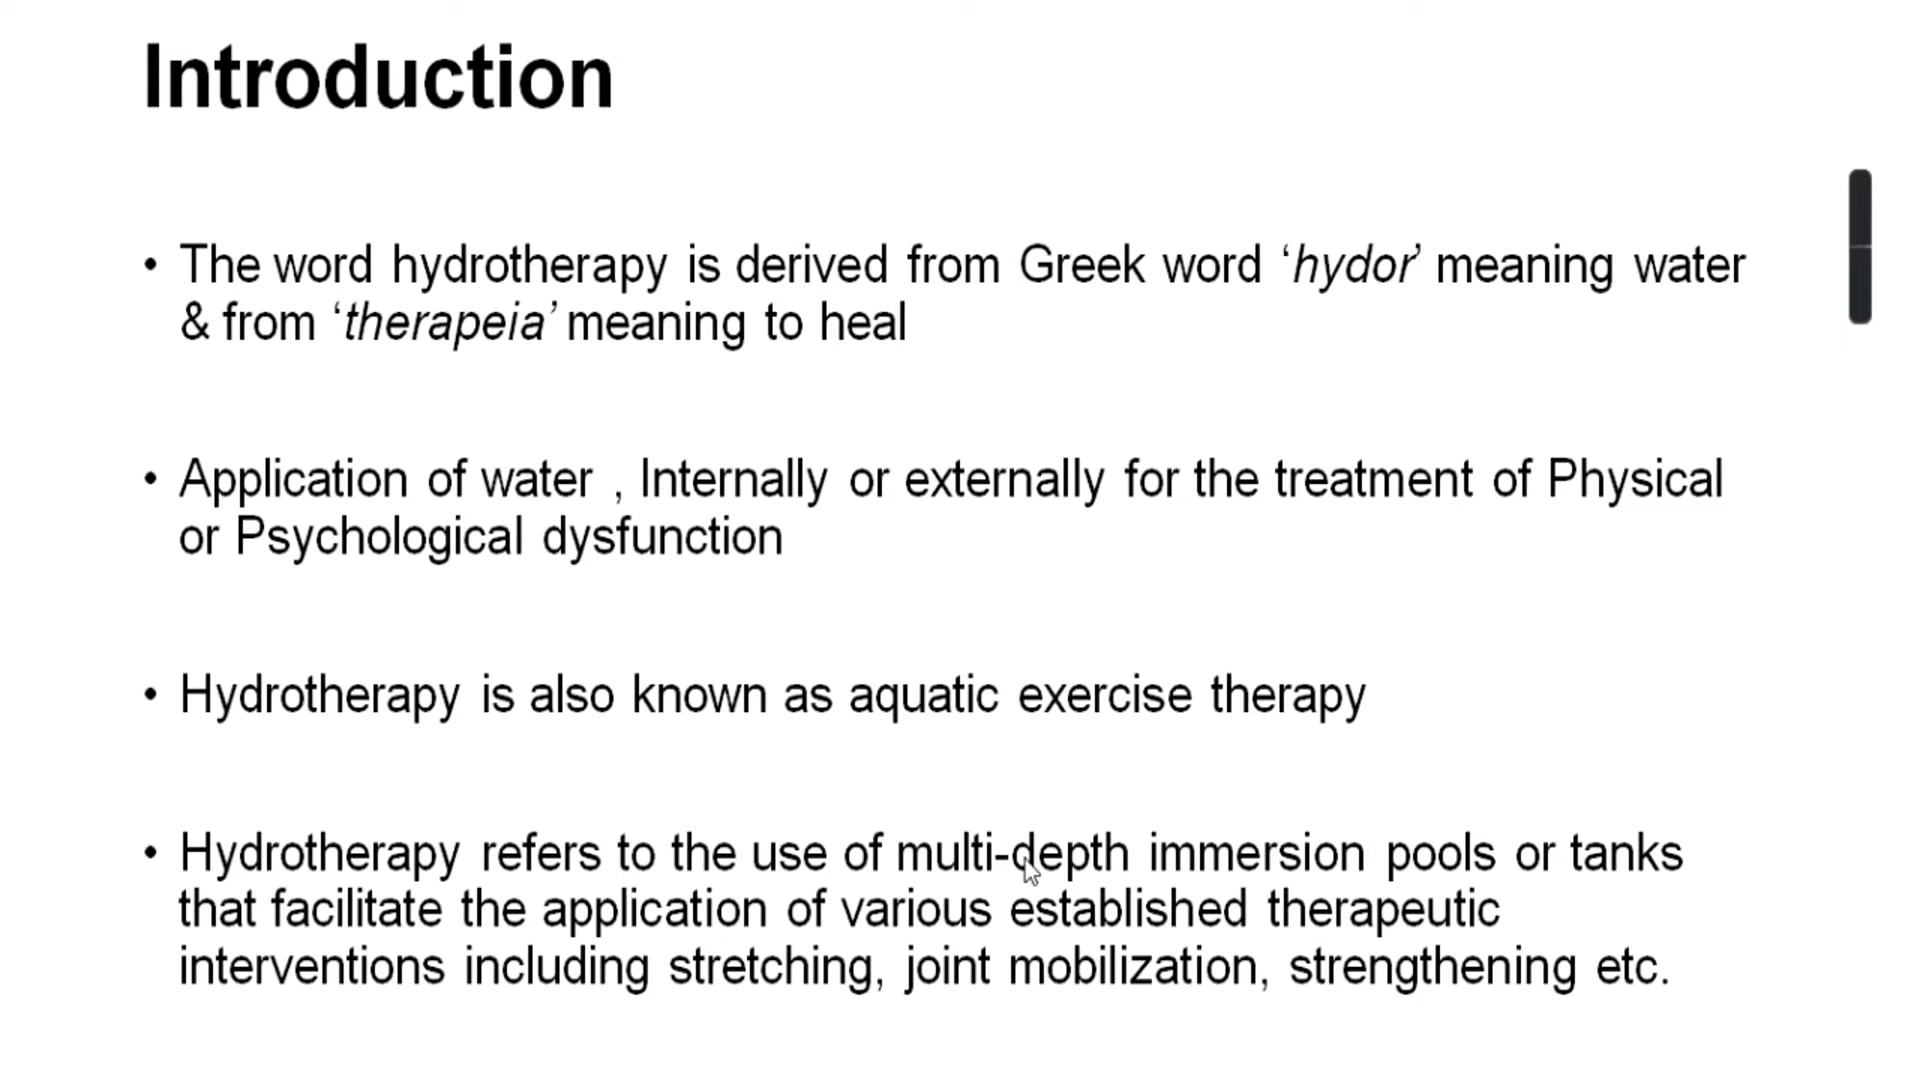 Introduction
• The word hydrotherapy is derived from Greek word ‘hydor’ meaning water
& from ‘therapeia’ meaning to heal
• Application of water , Internally or externally for the treatment of Physical
or Psychological dysfunction
• Hydrotherapy is also known as aquatic exercise therapy
• Hydrotherapy refers to the use of multi-depth immersion pools or tanks
that facilitate the application of various established therapeutic
interventions including stretching, joint mobilization, strengthening etc.